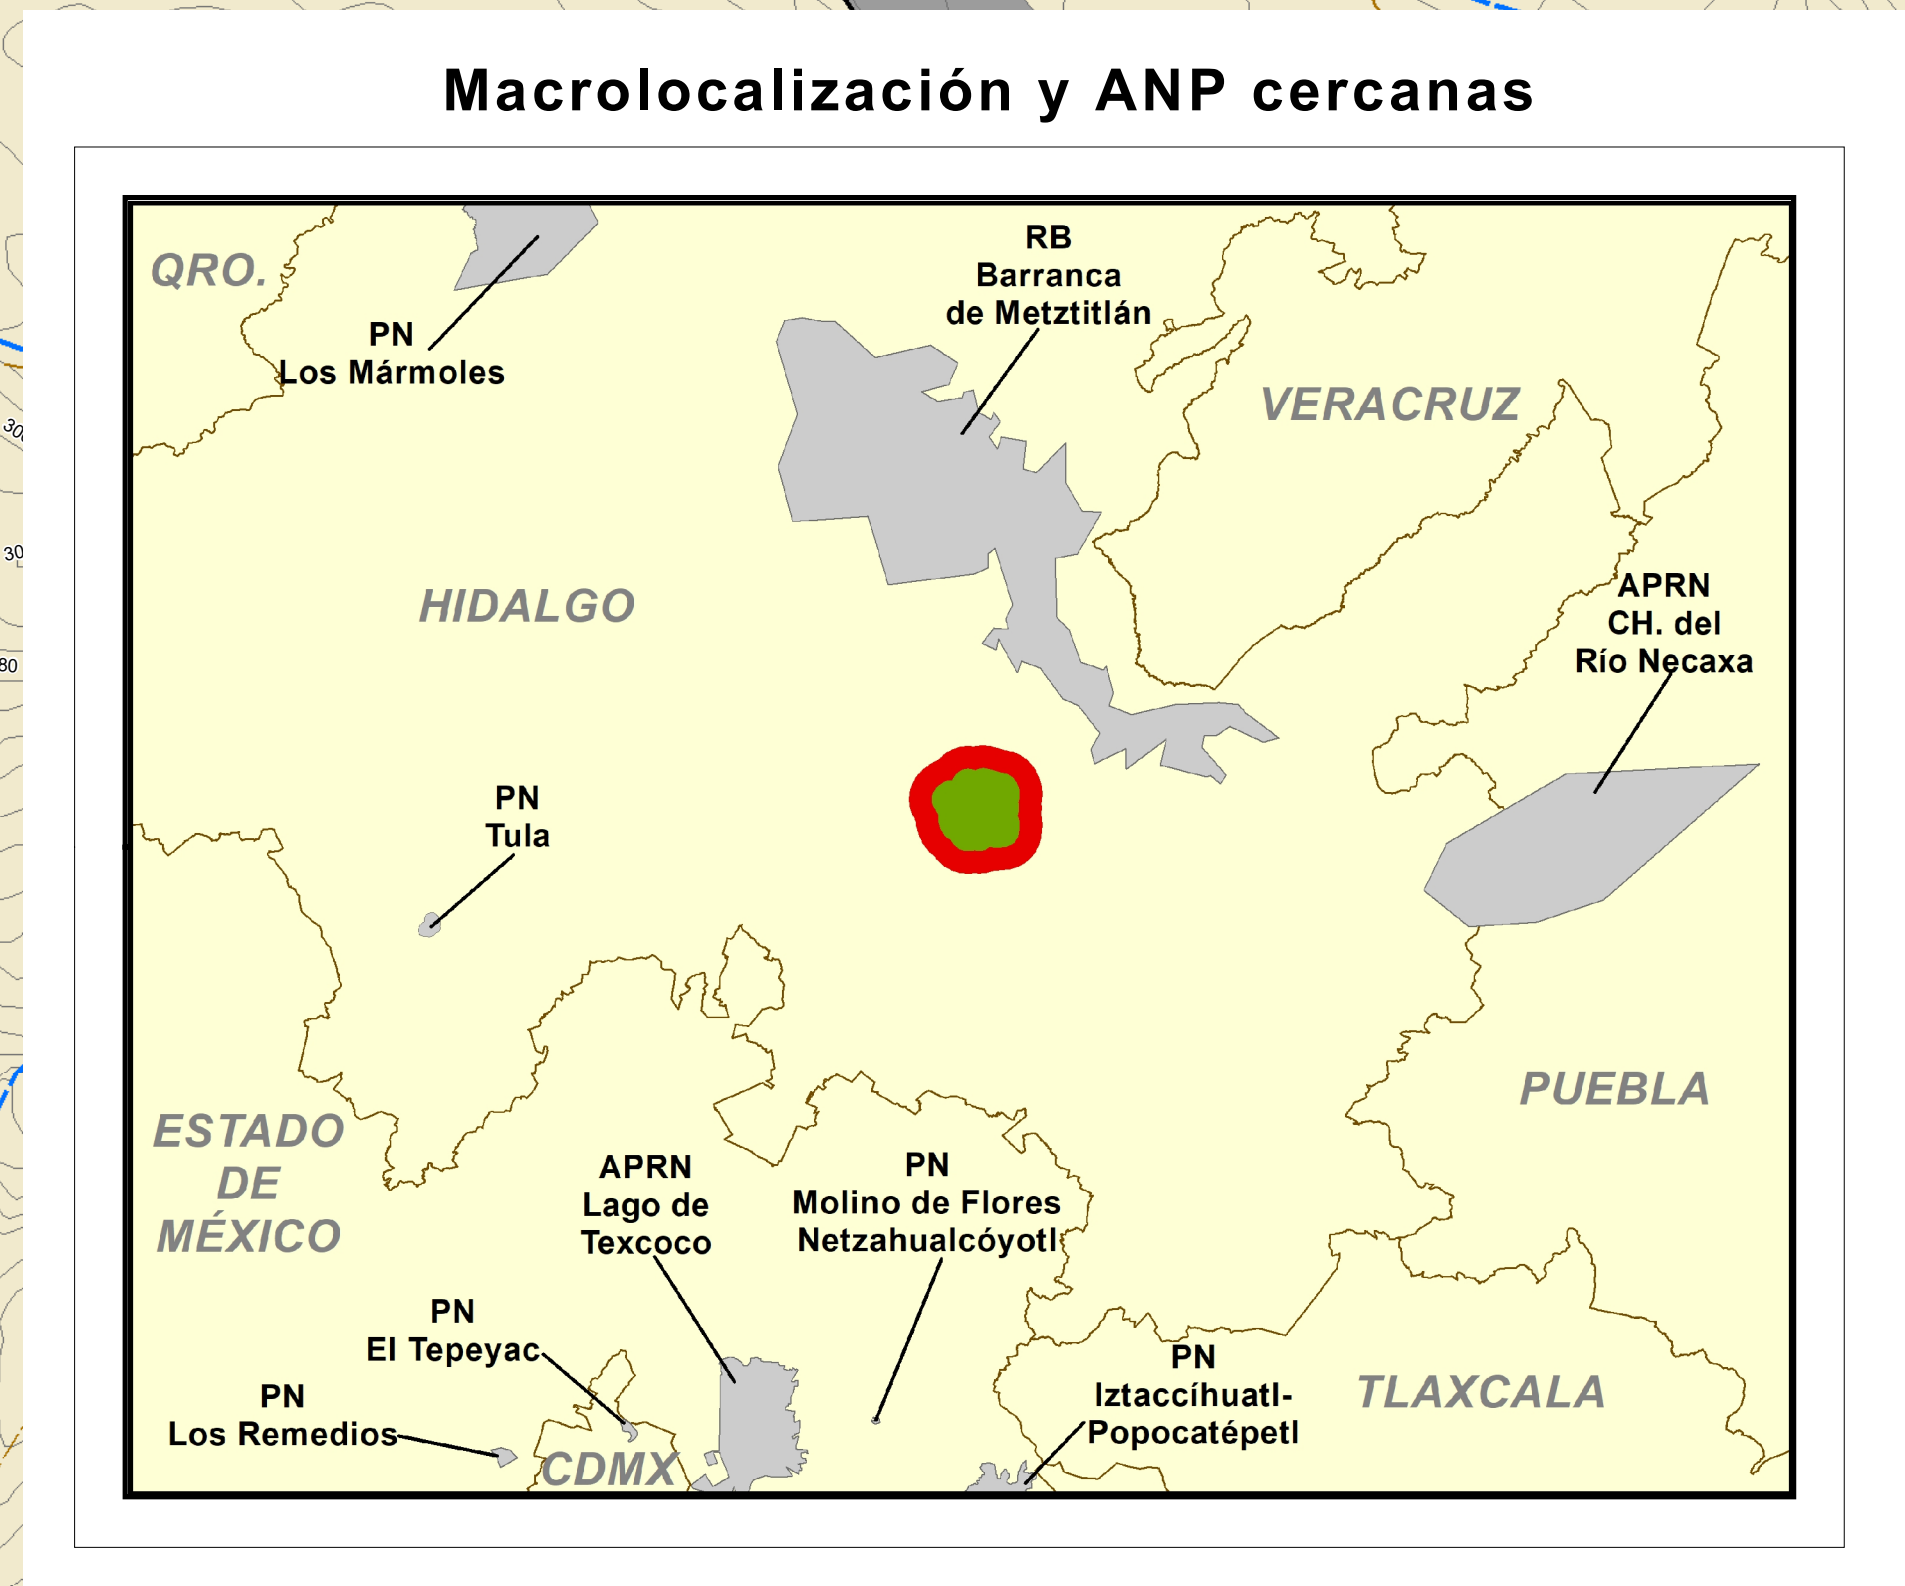 Macrolocalización y ANP cercanas
QRO.
PN
Los Mármoles
RB
Barranca
de Metztitlán
VERACRUZ
HIDALGO
APRN
CH. del
Río Necaxa
PN
Tula
PUEBLA
ESTADO
DE
MÉXICO
APRN
Lago de
Texcoco
PN
Molino de Flores
Netzahualcóyotl
PN
El Tepeyac
PN
Los Remedios
CDMX
PN
Iztaccíhuatl-
Popocatépetl
TLAXCALA